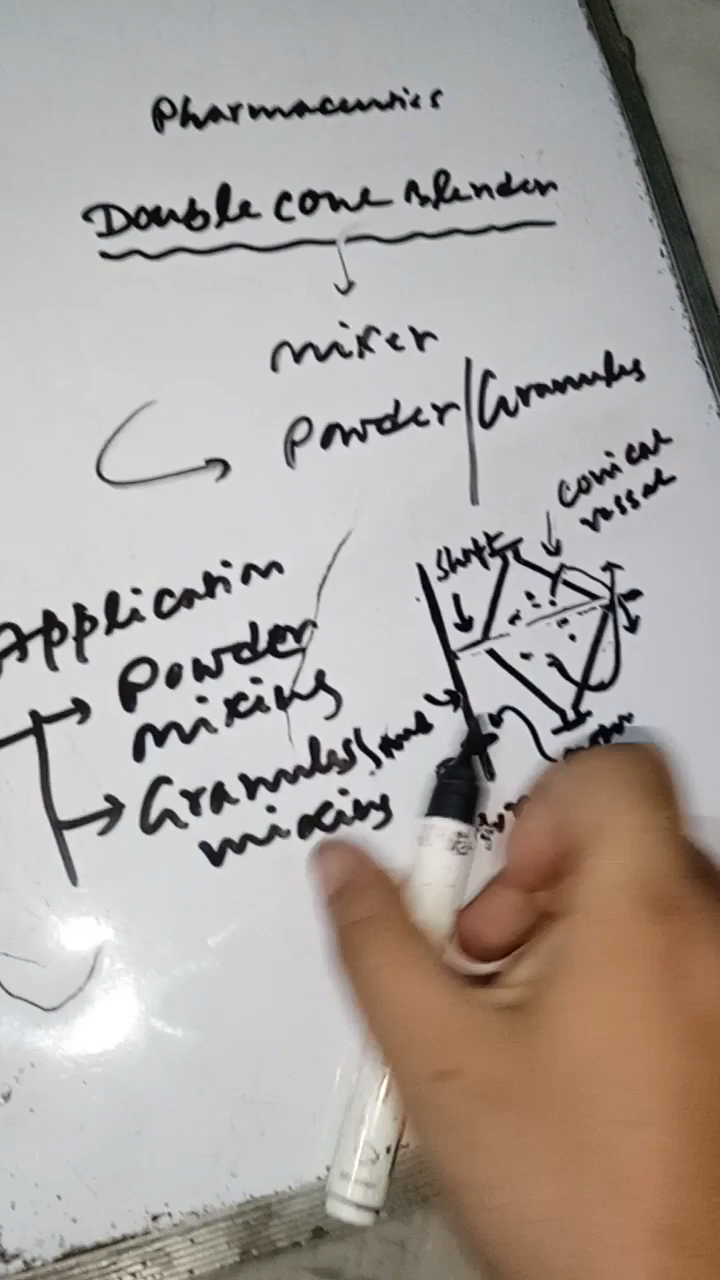 Pharmaceutics
Double cone Blender
mixer
Powder/Granules
conical
vessel
shaft
Application
Powder
mixing
Granules
mixing